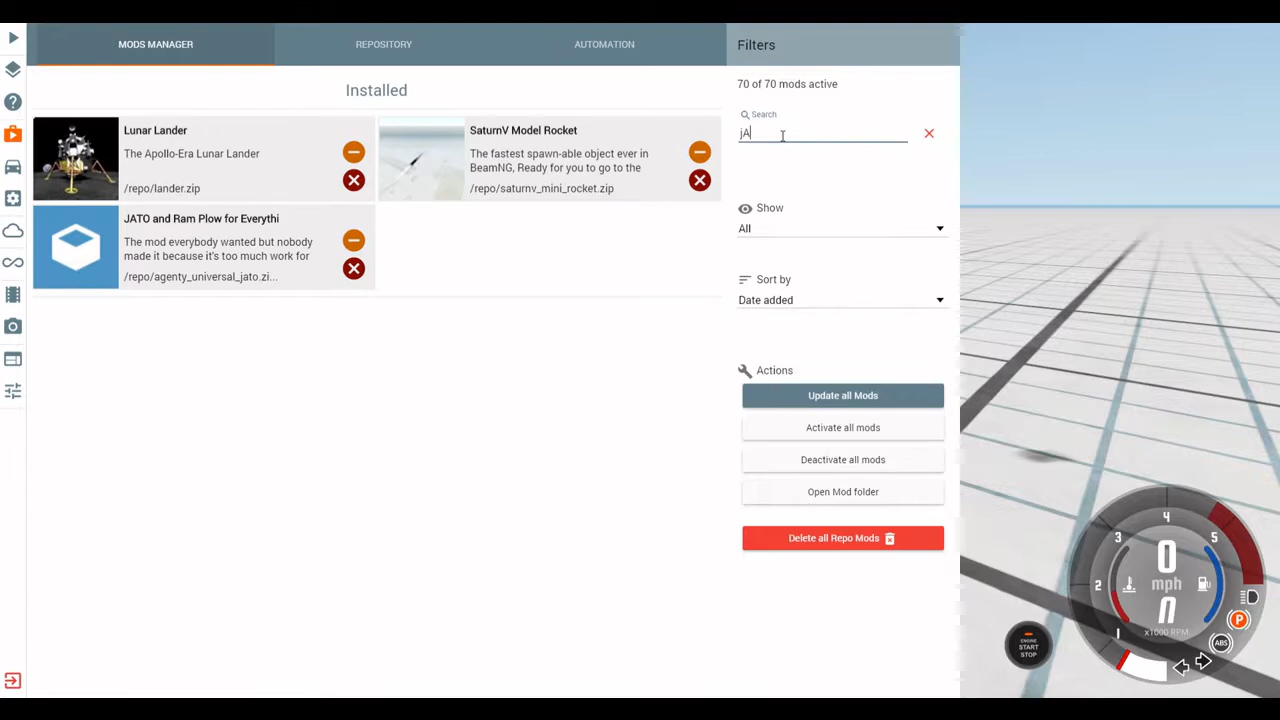 MODS MANAGER
REPOSITORY
AUTOMATION
Filters
Installed
70 of 70 mods active
Search
jA
Lunar Lander
The Apollo-Era Lunar Lander
/repo/lander.zip
SaturnV Model Rocket
The fastest spawn-able object ever in
BeamNG, Ready for you to go to the
/repo/saturnv_mini_rocket.zip
JATO and Ram Plow for Everythi
The mod everybody wanted but nobody
made it because it's too much work for
/repo/agenty_universal_jato.zi...
Show
All
Sort by
Date added
Actions
Update all Mods
Activate all mods
Deactivate all mods
Open Mod folder
Delete all Repo Mods
1
2
3
4
5
0
mph
n
x1000 RPM
P
ABS
ENGINE
START
STOP